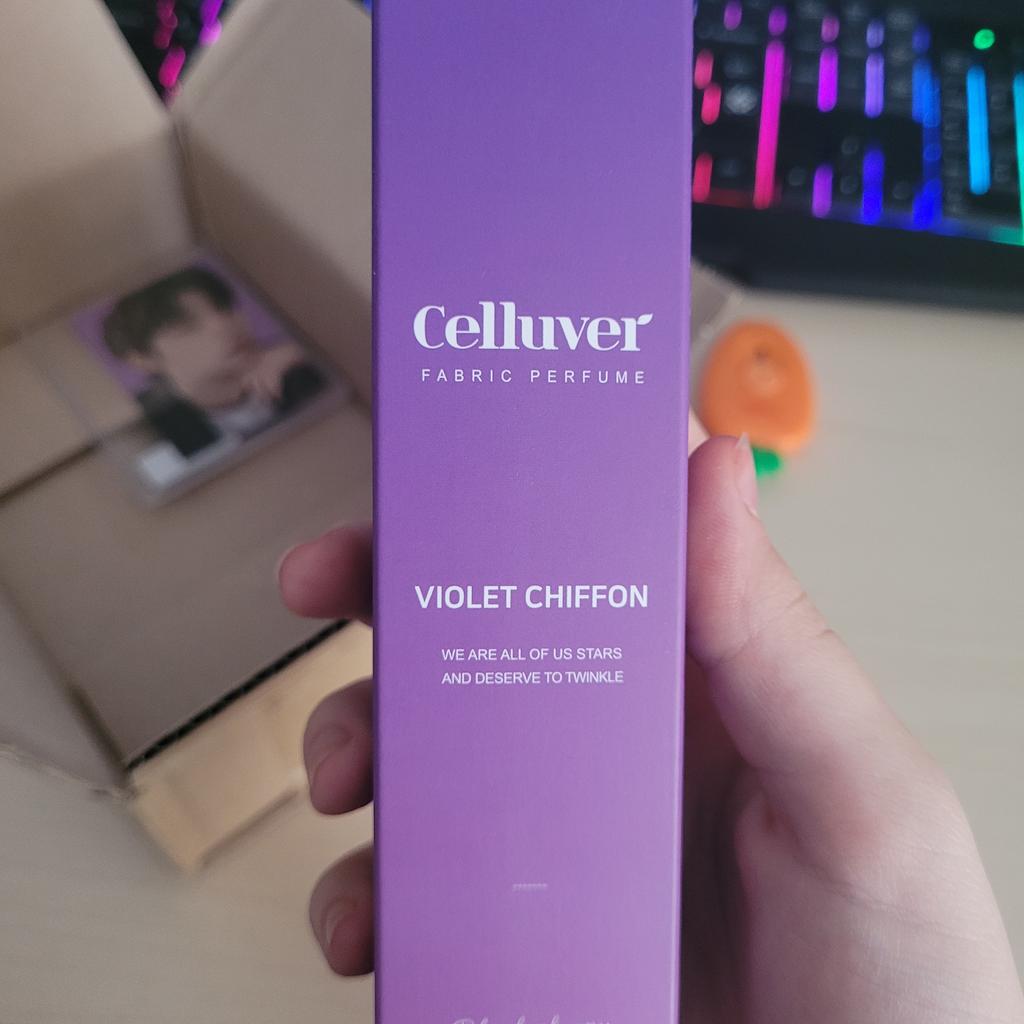 Celluver
FABRIC PERFUME
VIOLET CHIFFON
WE ARE ALL OF US STARS
AND DESERVE TO TWINKLE